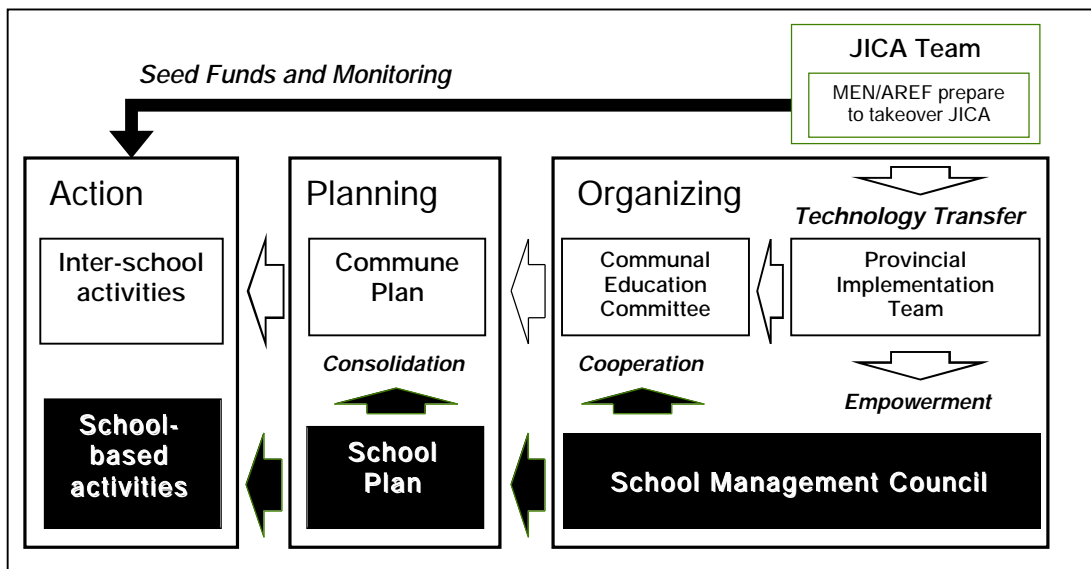 JICA Team
MEN/AREF prepare
to takeover JICA
Seed Funds and Monitoring
Action
Planning
Organizing
Technology Transfer
Inter-school
activities
Commune
Plan
Communal
Education
Committee
Provincial
Implementation
Team
Consolidation
Cooperation
Empowerment
School-
based
activities
School
Plan
School Management Council